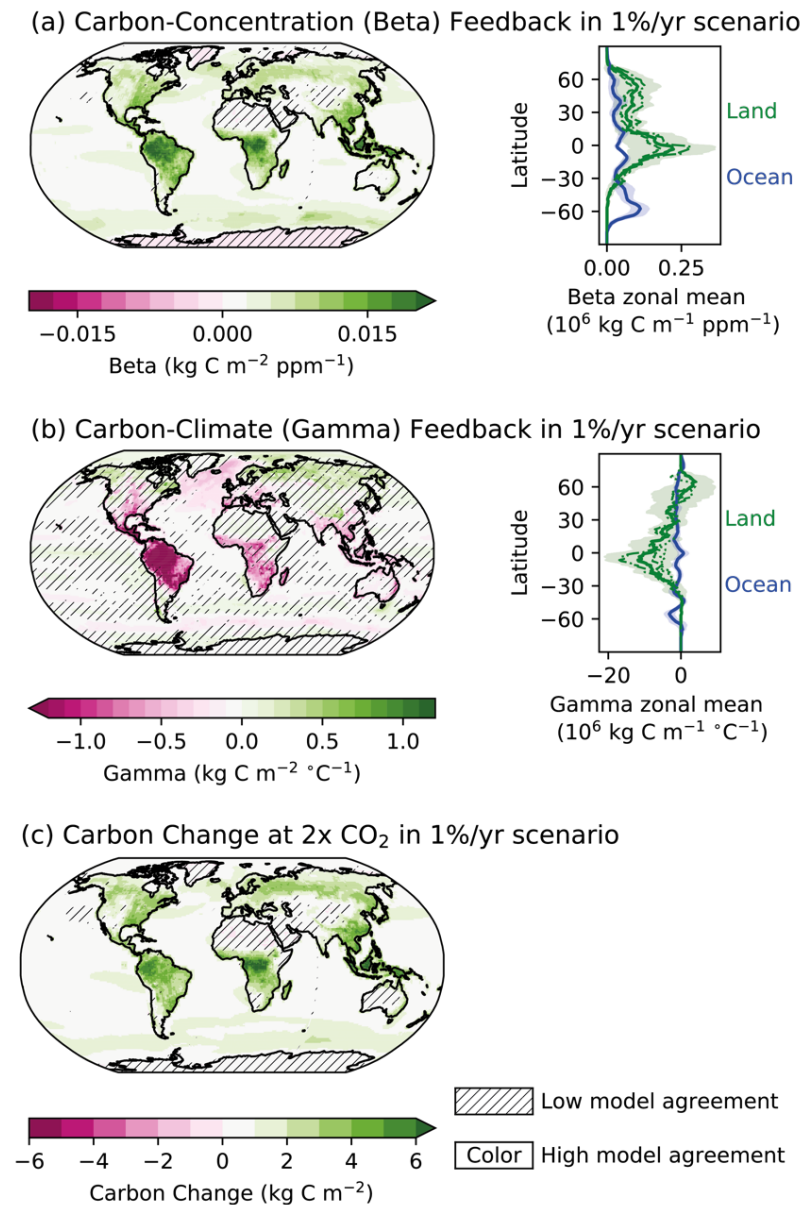 (a) Carbon-Concentration (Beta) Feedback in 1%/yr scenario
60
30
0
−30
−60
Latitude
Land
Ocean
0.00 0.25
Beta zonal mean
(10⁶ kg C m⁻¹ ppm⁻¹)
−0.015 0.000 0.015
Beta (kg C m⁻² ppm⁻¹)
(b) Carbon-Climate (Gamma) Feedback in 1%/yr scenario
60
30
0
−30
−60
Latitude
Land
Ocean
−20 0
Gamma zonal mean
(10⁶ kg C m⁻¹ °C⁻¹)
−1.0 −0.5 0.0 0.5 1.0
Gamma (kg C m⁻² °C⁻¹)
(c) Carbon Change at 2x CO₂ in 1%/yr scenario
−6 −4 −2 0 2 4 6
Carbon Change (kg C m⁻²)
Low model agreement
Color High model agreement